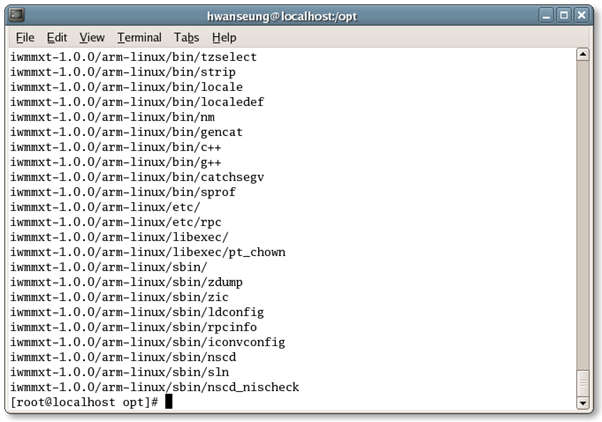 hwanseung@localhost:/opt
File Edit View Terminal Tabs Help
iwmmxt-1.0.0/arm-linux/bin/tzselect
iwmmxt-1.0.0/arm-linux/bin/strip
iwmmxt-1.0.0/arm-linux/bin/locale
iwmmxt-1.0.0/arm-linux/bin/localedef
iwmmxt-1.0.0/arm-linux/bin/nm
iwmmxt-1.0.0/arm-linux/bin/gencat
iwmmxt-1.0.0/arm-linux/bin/c++
iwmmxt-1.0.0/arm-linux/bin/g++
iwmmxt-1.0.0/arm-linux/bin/catchsegv
iwmmxt-1.0.0/arm-linux/bin/sprof
iwmmxt-1.0.0/arm-linux/etc/
iwmmxt-1.0.0/arm-linux/etc/rpc
iwmmxt-1.0.0/arm-linux/libexec/
iwmmxt-1.0.0/arm-linux/libexec/pt_chown
iwmmxt-1.0.0/arm-linux/sbin/
iwmmxt-1.0.0/arm-linux/sbin/zdump
iwmmxt-1.0.0/arm-linux/sbin/zic
iwmmxt-1.0.0/arm-linux/sbin/ldconfig
iwmmxt-1.0.0/arm-linux/sbin/rpcinfo
iwmmxt-1.0.0/arm-linux/sbin/iconvconfig
iwmmxt-1.0.0/arm-linux/sbin/nscd
iwmmxt-1.0.0/arm-linux/sbin/sln
iwmmxt-1.0.0/arm-linux/sbin/nscd_nischeck
[root@localhost opt]#